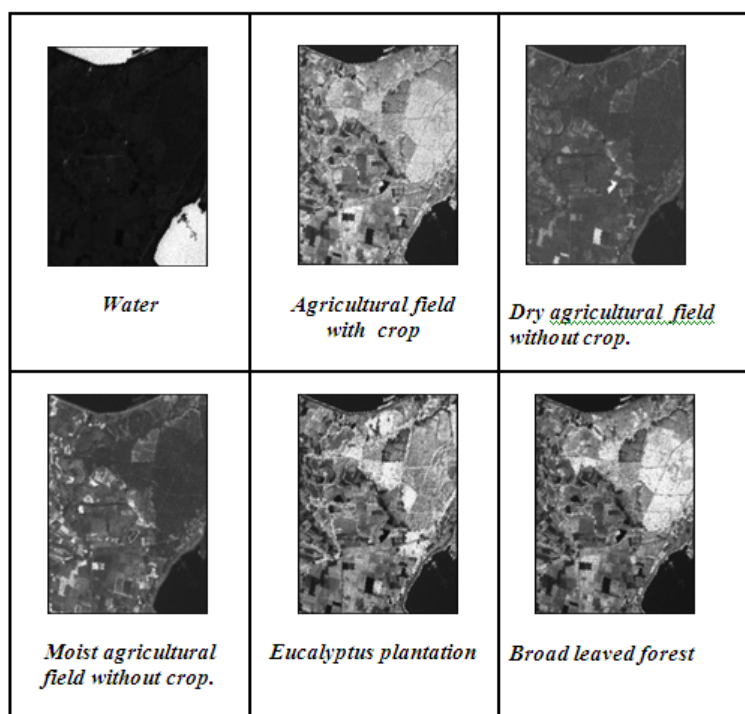 Water
Agricultural field
with crop
Dry agricultural field
without crop.
Moist agricultural
field without crop.
Eucalyptus plantation
Broad leaved forest